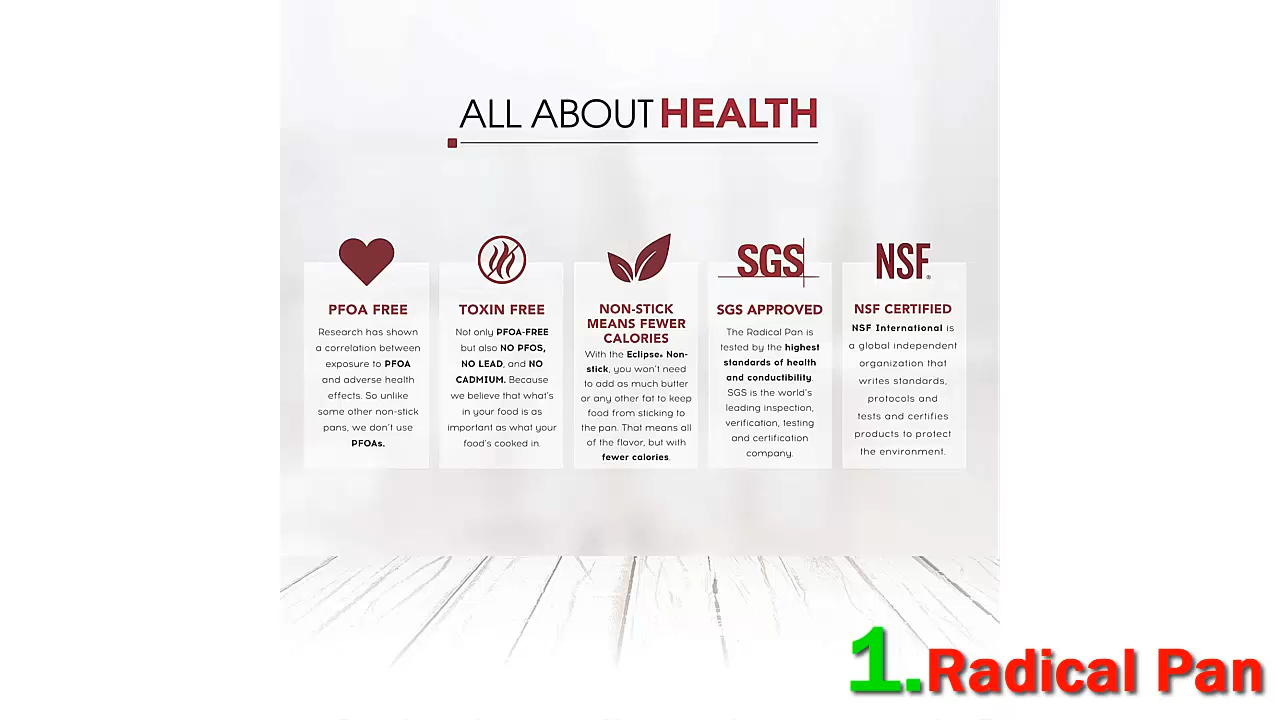 ALL ABOUT HEALTH
SGS
NSF
PFOA FREE
Research has shown
a correlation between
exposure to PFOA
and adverse health
effects. So unlike
some other non-stick
pans, we don't use
PFOAs.
TOXIN FREE
Not only PFOA-FREE
but also NO PFOS,
NO LEAD, and NO
CADMIUM. Because
we believe that what's
in your food is as
important as what your
food's cooked in.
NON-STICK
MEANS FEWER
CALORIES
With the Eclipse® Non-
stick, you won't need
to add as much butter
or any other fat to keep
food from sticking to
the pan. That means all
of the flavor, but with
fewer calories.
SGS APPROVED
The Radical Pan is
tested by the highest
standards of health
and conductibility.
SGS is the world's
leading inspection,
verification, testing
and certification
company.
NSF CERTIFIED
NSF International is
a global independent
organization that
writes standards,
protocols and
tests and certifies
products to protect
the environment.
1.Radical Pan